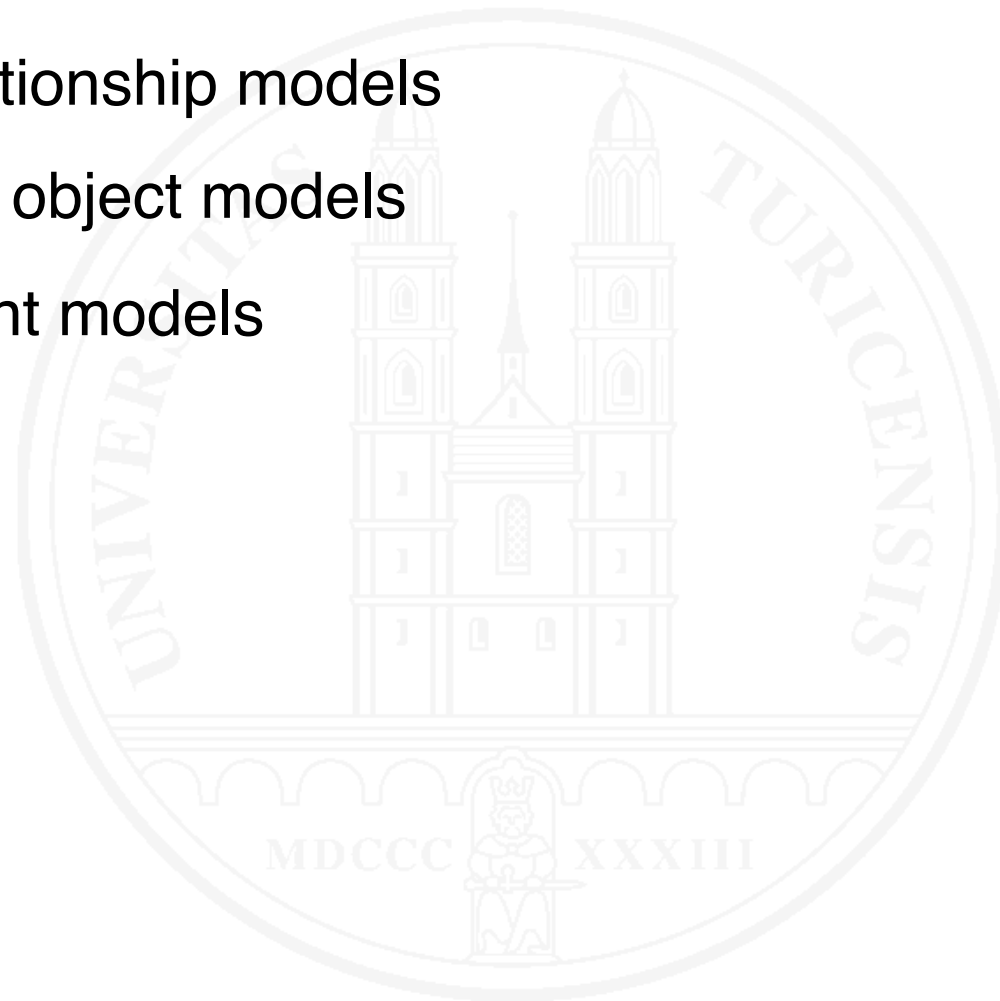 tionship models
object models
nt models
UNIVERSITAS TURICENSIS
MDCCC XXXIII